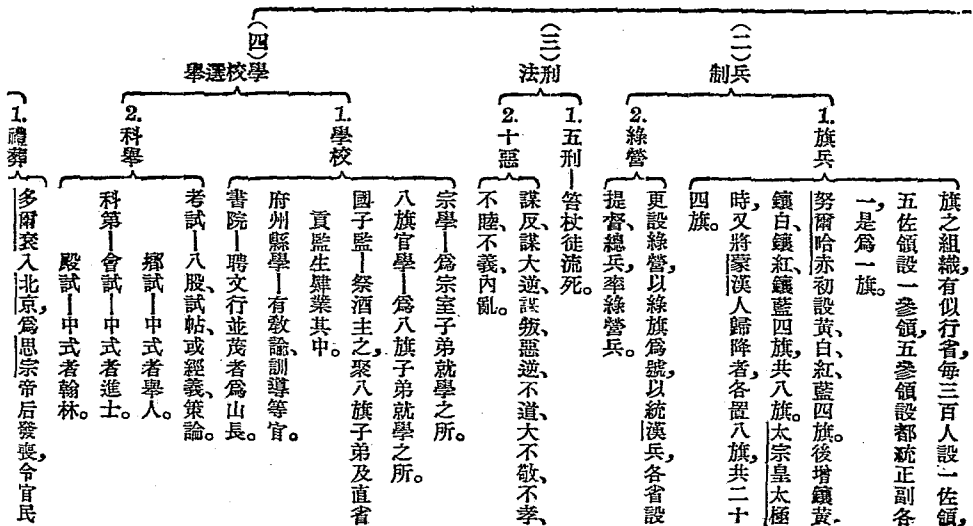 (二)兵制
1.旗兵
旗之組織，有似行省，每三百人設一佐領，
五佐領設一參領，五參領設都統正副各
一，是爲一旗。
努爾哈赤初設黃、白、紅、藍四旗。後增鑲黃、
鑲白、鑲紅、鑲藍四旗，共八旗。太宗皇太極
時，又將蒙漢人歸降者，各置八旗，共二十
四旗。
2.綠營
更設綠營，以綠旗爲號，以統漢兵，各省設
提督、總兵，率綠營兵。
(三)刑法
1.五刑—笞杖徒流死。
2.十惡
謀反、謀大逆、謀叛、惡逆、不道、大不敬、不孝、
不睦、不義、內亂。
(四)學校選舉
1.學校
宗學—爲宗室子弟就學之所。
八旗官學—爲八旗子弟就學之所。
國子監—祭酒主之，聚八旗子弟及直省
貢監生肄業其中。
府州縣學—有敎諭、訓導等官。
書院—聘文行並茂者爲山長。
2.科舉
考試—八股試帖、或經義、策論。
科第—
鄉試—中式者舉人。
會試—中式者進士。
殿試—中式者翰林。
1.禮葬
多爾袞入北京，爲思宗帝后發喪，令官民